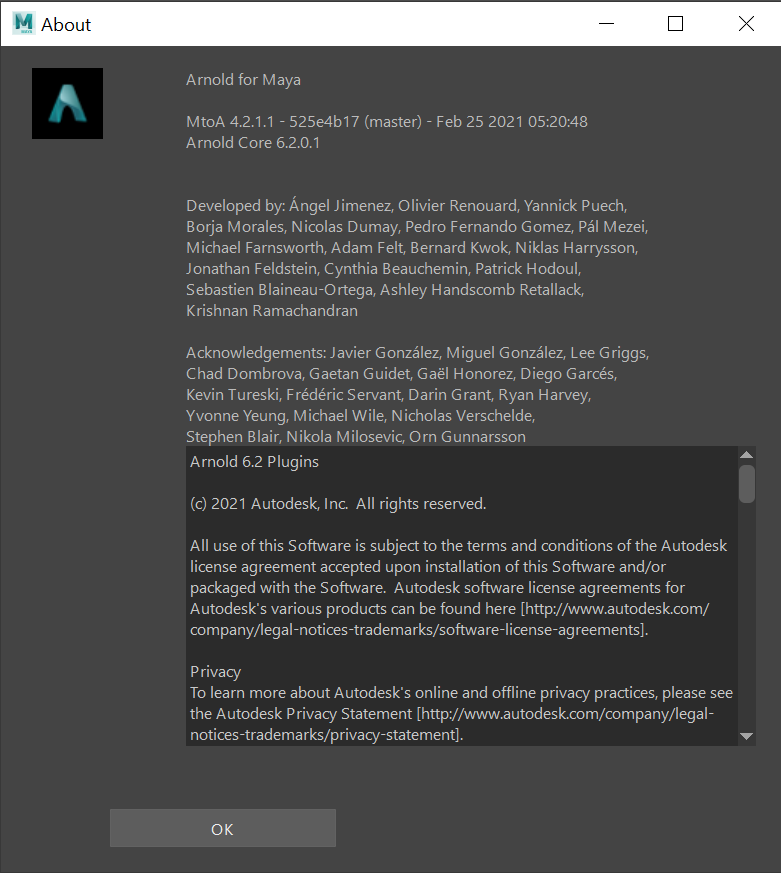 About
Arnold for Maya
MtoA 4.2.1.1 - 525e4b17 (master) - Feb 25 2021 05:20:48
Arnold Core 6.2.0.1
Developed by: Ángel Jimenez, Olivier Renouard, Yannick Puech,
Borja Morales, Nicolas Dumay, Pedro Fernando Gomez, Pál Mezei,
Michael Farnsworth, Adam Felt, Bernard Kwok, Niklas Harrysson,
Jonathan Feldstein, Cynthia Beauchemin, Patrick Hodoul,
Sebastien Blaineau-Ortega, Ashley Handscomb Retallack,
Krishnan Ramachandran
Acknowledgements: Javier González, Miguel González, Lee Griggs,
Chad Dombrova, Gaetan Guidet, Gaël Honorez, Diego Garcés,
Kevin Tureski, Frédéric Servant, Darin Grant, Ryan Harvey,
Yvonne Yeung, Michael Wile, Nicholas Verschelde,
Stephen Blair, Nikola Milosevic, Orn Gunnarsson
Arnold 6.2 Plugins
(c) 2021 Autodesk, Inc.  All rights reserved.
All use of this Software is subject to the terms and conditions of the Autodesk
license agreement accepted upon installation of this Software and/or
packaged with the Software.  Autodesk software license agreements for
Autodesk's various products can be found here [http://www.autodesk.com/
company/legal-notices-trademarks/software-license-agreements].
Privacy
To learn more about Autodesk's online and offline privacy practices, please see
the Autodesk Privacy Statement [http://www.autodesk.com/company/legal-
notices-trademarks/privacy-statement].
OK